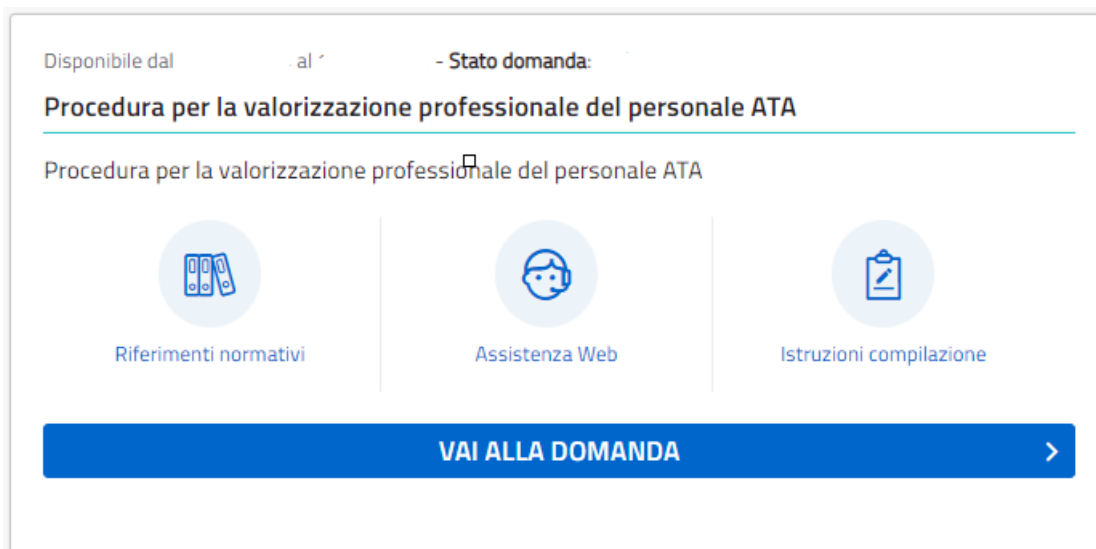 Disponibile dal al - Stato domanda:
Procedura per la valorizzazione professionale del personale ATA
Procedura per la valorizzazione professionale del personale ATA
Riferimenti normativi Assistenza Web Istruzioni compilazione
VAI ALLA DOMANDA